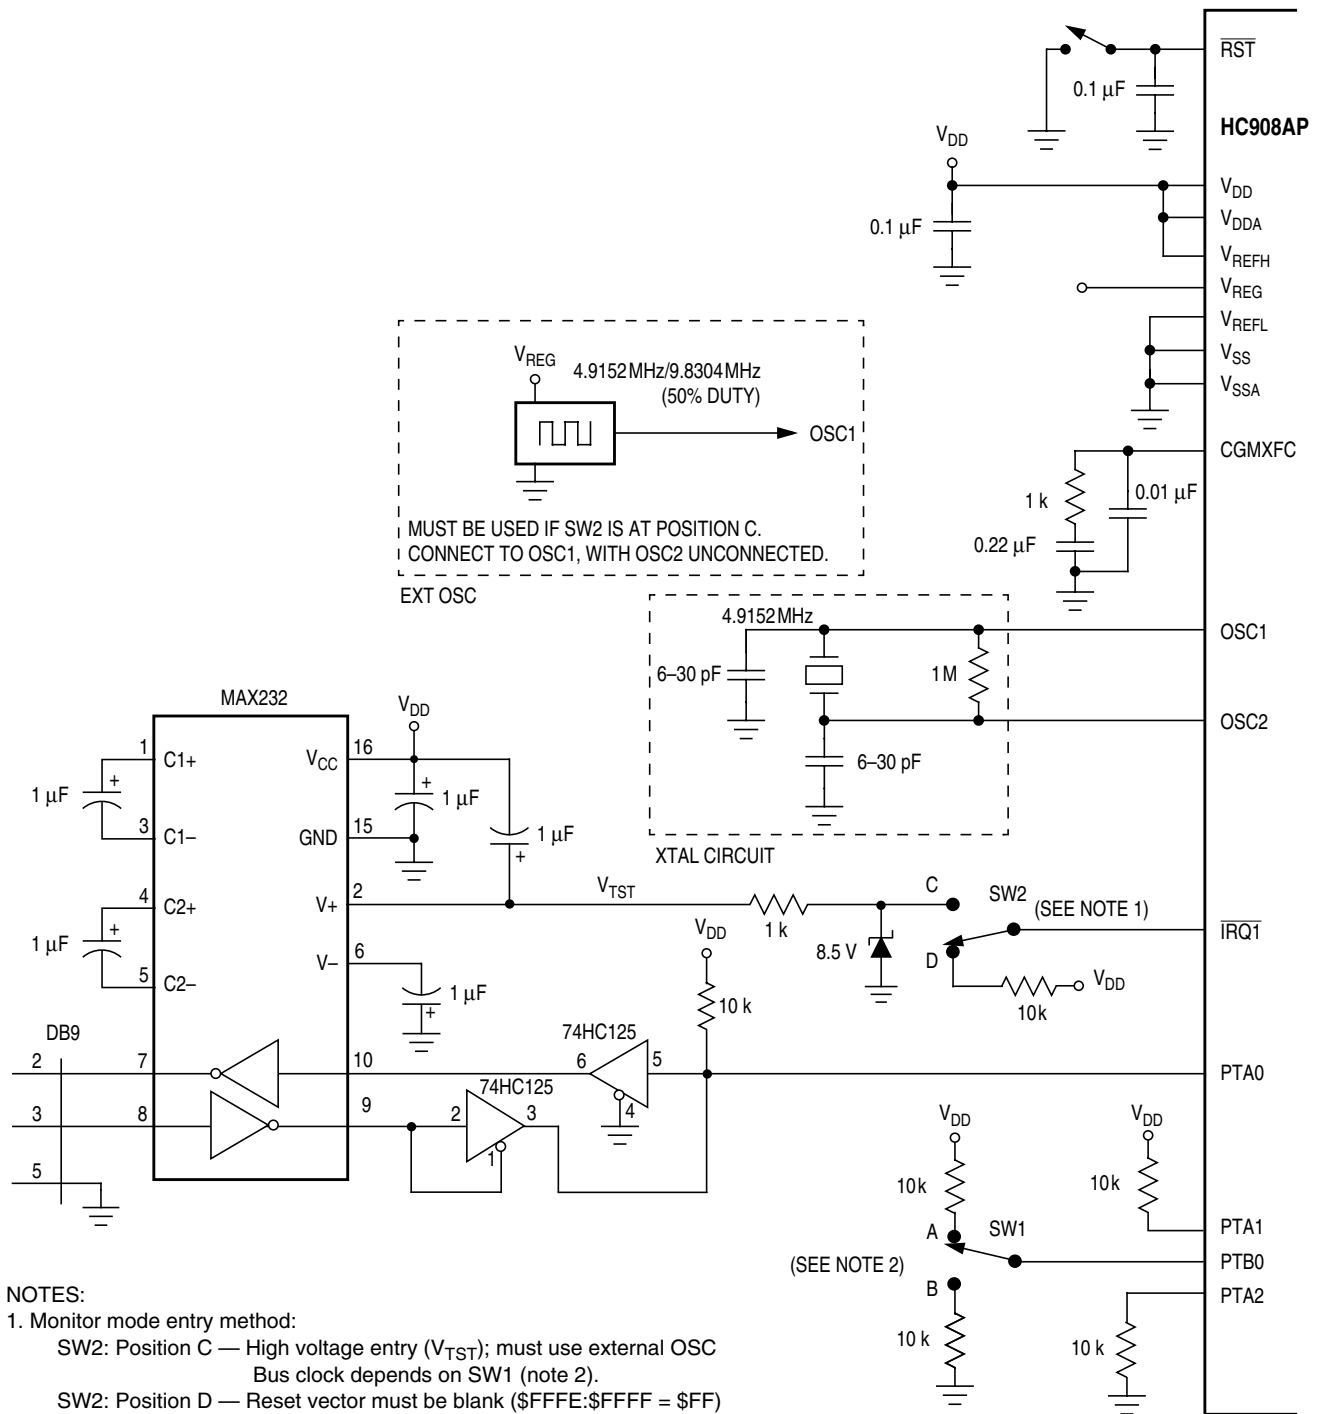 RST
0.1 µF
HC908AP
VDD
VDD
0.1 µF
VDDA
VREFH
VREG
VREFL
VSS
VSSA
VREG
4.9152MHz/9.8304MHz
(50% DUTY)
OSC1
MUST BE USED IF SW2 IS AT POSITION C.
CONNECT TO OSC1, WITH OSC2 UNCONNECTED.
EXT OSC
CGMXFC
1 k
0.01 µF
0.22 µF
4.9152MHz
OSC1
6–30 pF
1M
OSC2
6–30 pF
XTAL CIRCUIT
MAX232
VDD
1
C1+
VCC
16
1 µF
+
+
1 µF
3
C1–
GND
15
1 µF
+
4
C2+
V+
2
VTST
1 k
C
SW2
(SEE NOTE 1)
IRQ1
1 µF
+
8.5 V
D
VDD
10k
5
C2–
V–
6
1 µF
+
VDD
10 k
DB9
74HC125
2
7
10
6
5
4
PTA0
74HC125
3
8
9
2
3
1
5
VDD
VDD
10k
10k
A
SW1
PTA1
(SEE NOTE 2)
PTB0
B
PTA2
10 k
10 k
NOTES:
1. Monitor mode entry method:
SW2: Position C — High voltage entry (VTST); must use external OSC
Bus clock depends on SW1 (note 2).
SW2: Position D — Reset vector must be blank ($FFFE:$FFFF = $FF)